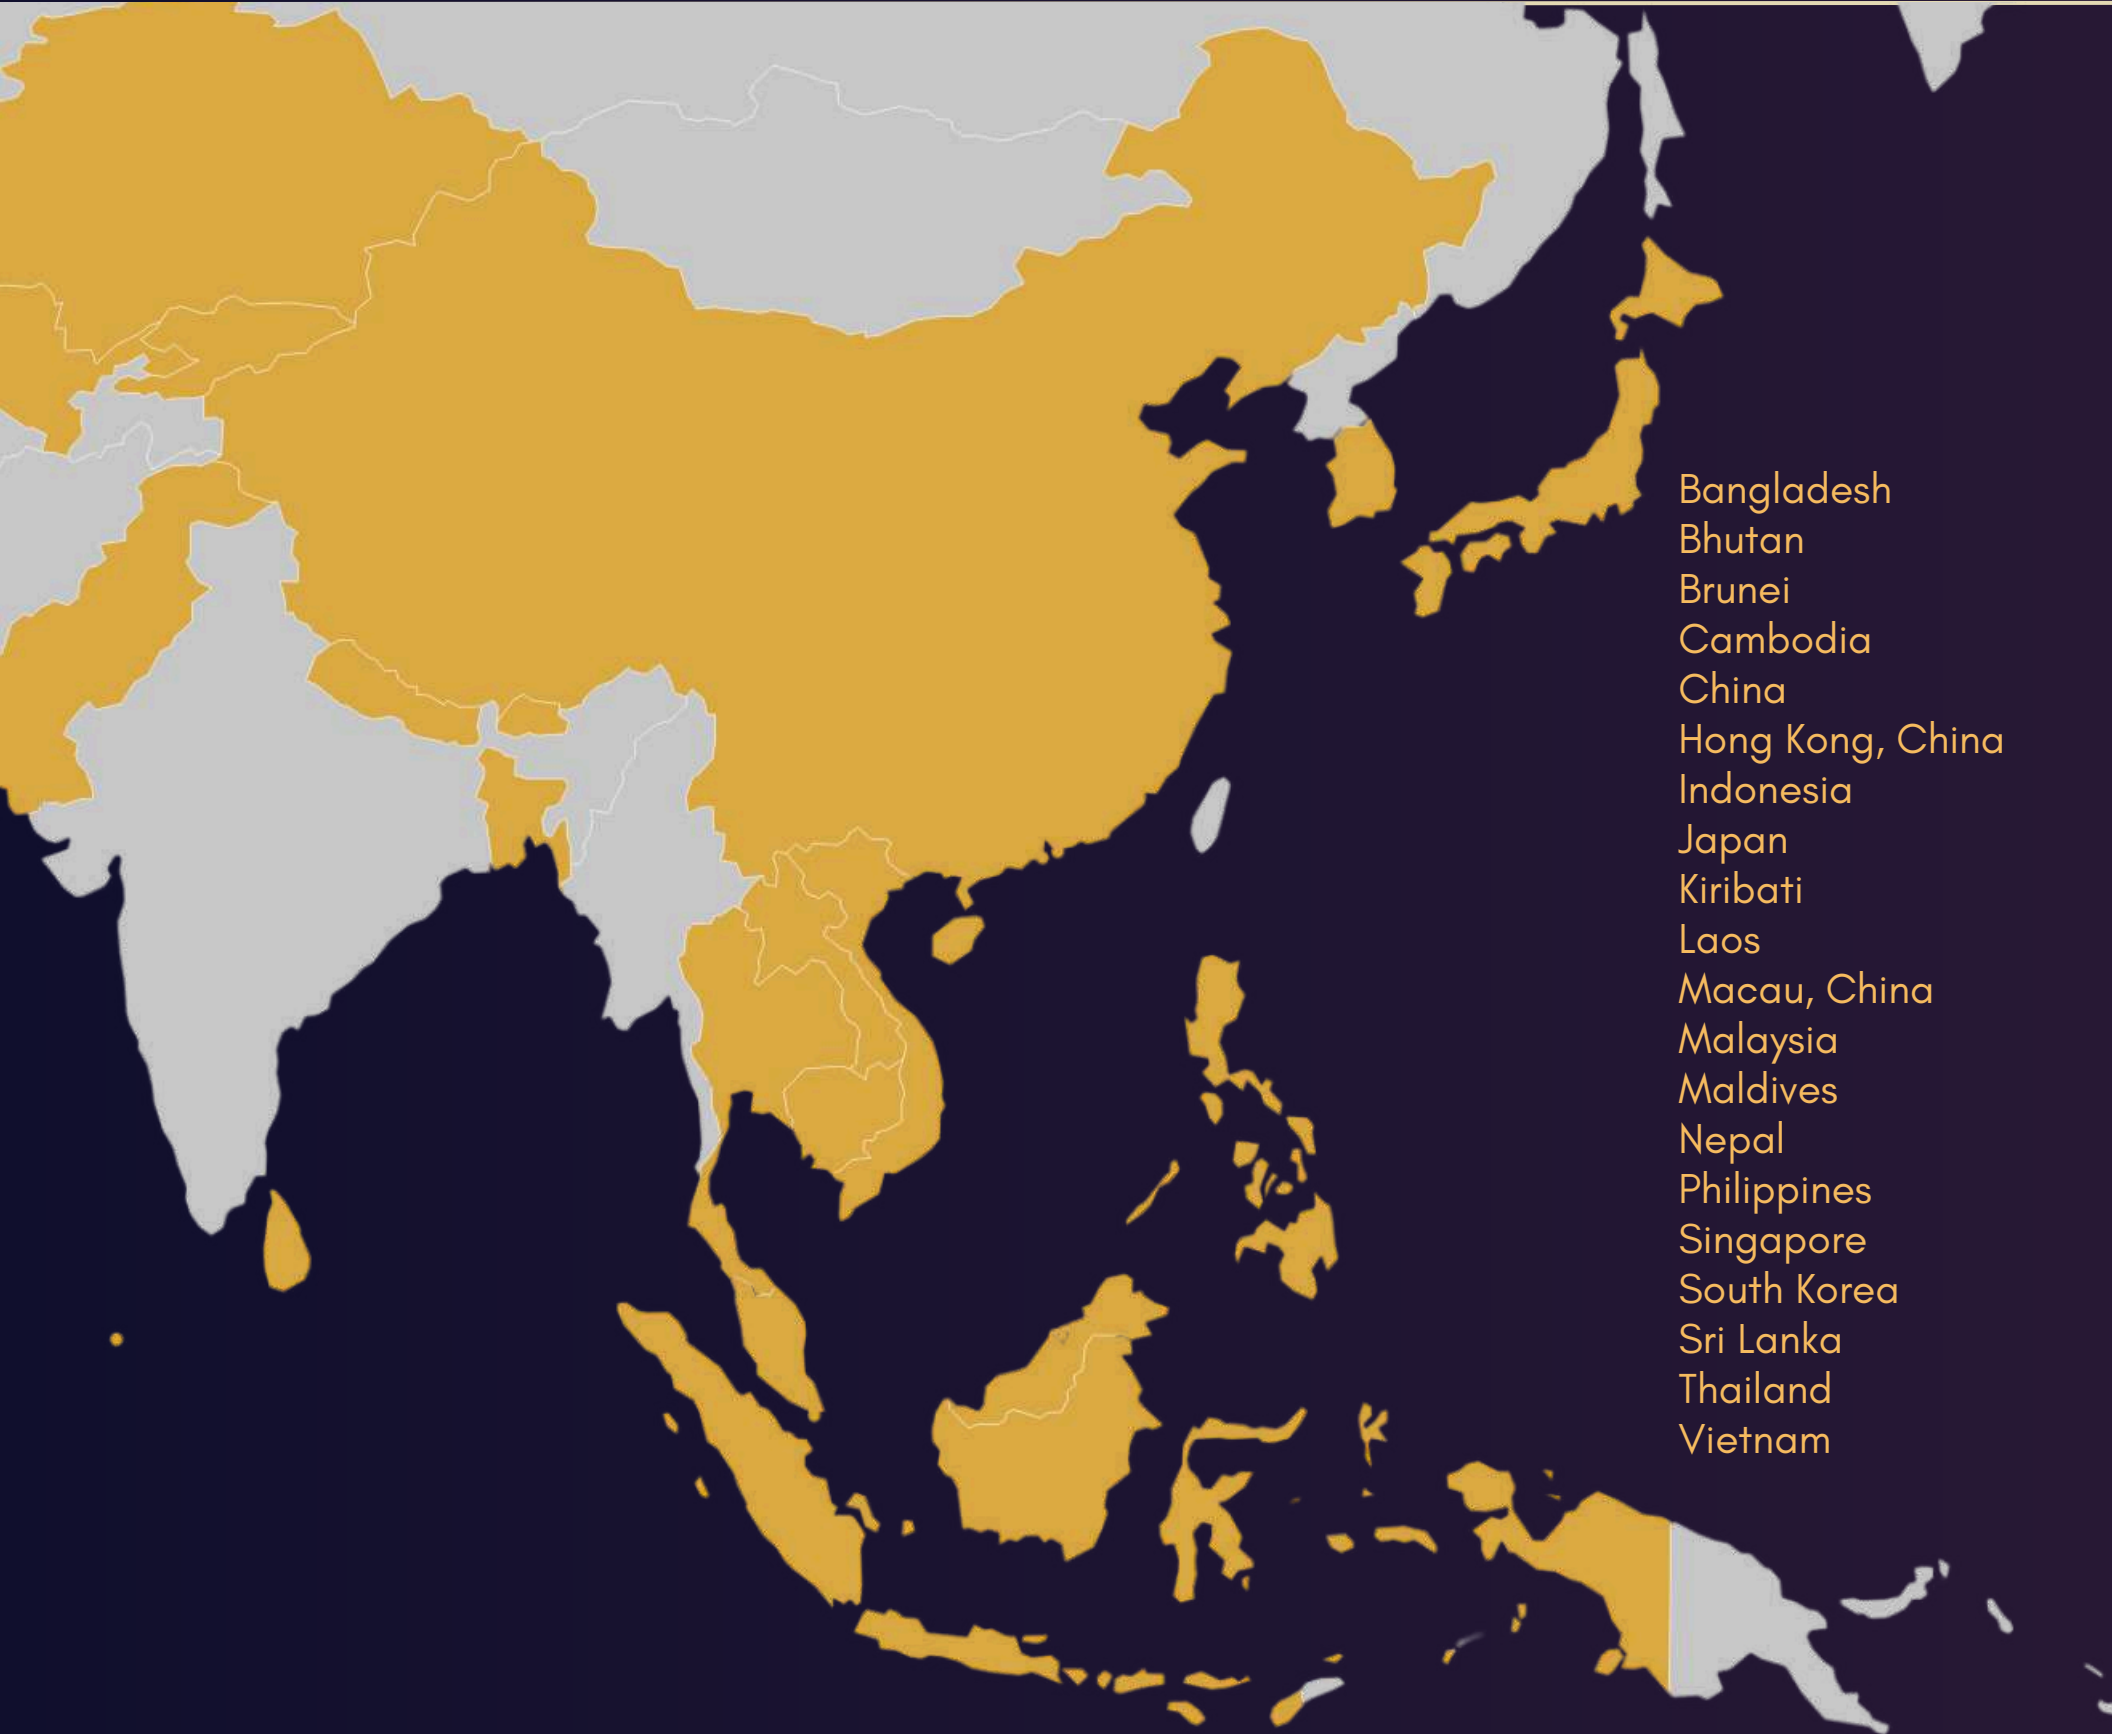 Bangladesh
Bhutan
Brunei
Cambodia
China
Hong Kong, China
Indonesia
Japan
Kiribati
Laos
Macau, China
Malaysia
Maldives
Nepal
Philippines
Singapore
South Korea
Sri Lanka
Thailand
Vietnam